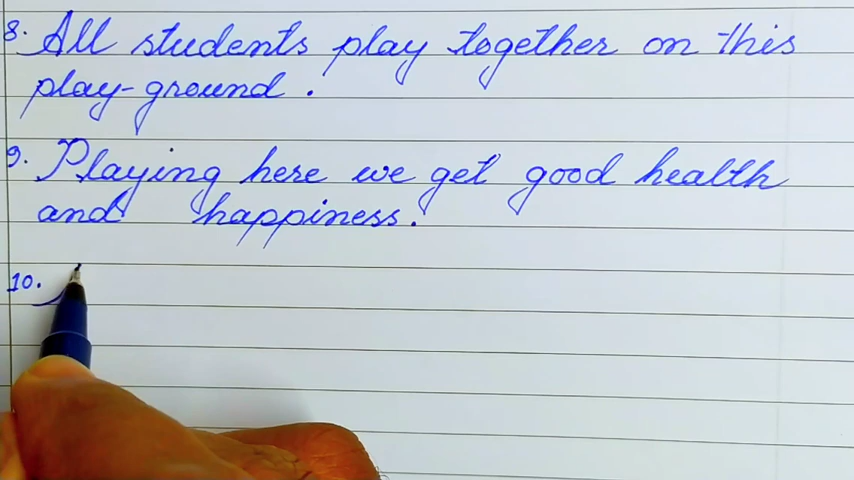 8. All students play together on this
play-ground.
9. Playing here we get good health
and happiness.
10.